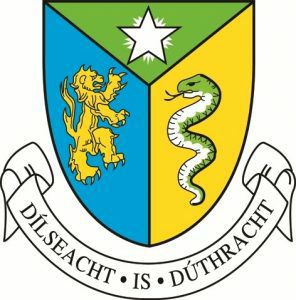 DÍLSEACHT • IS • DÚTHRACHT